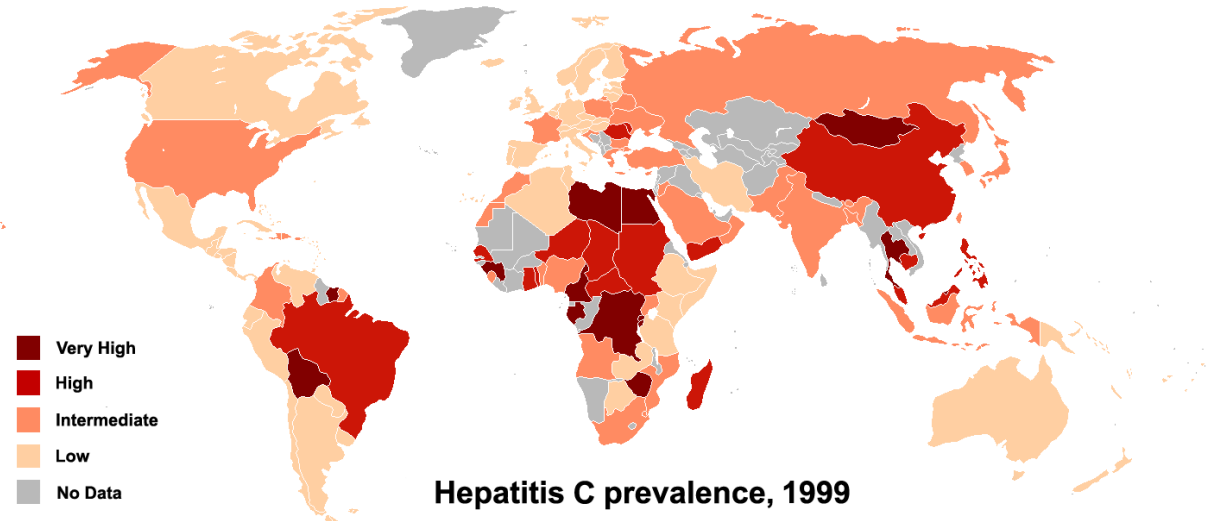 Very High
High
Intermediate
Low
No Data
Hepatitis C prevalence, 1999